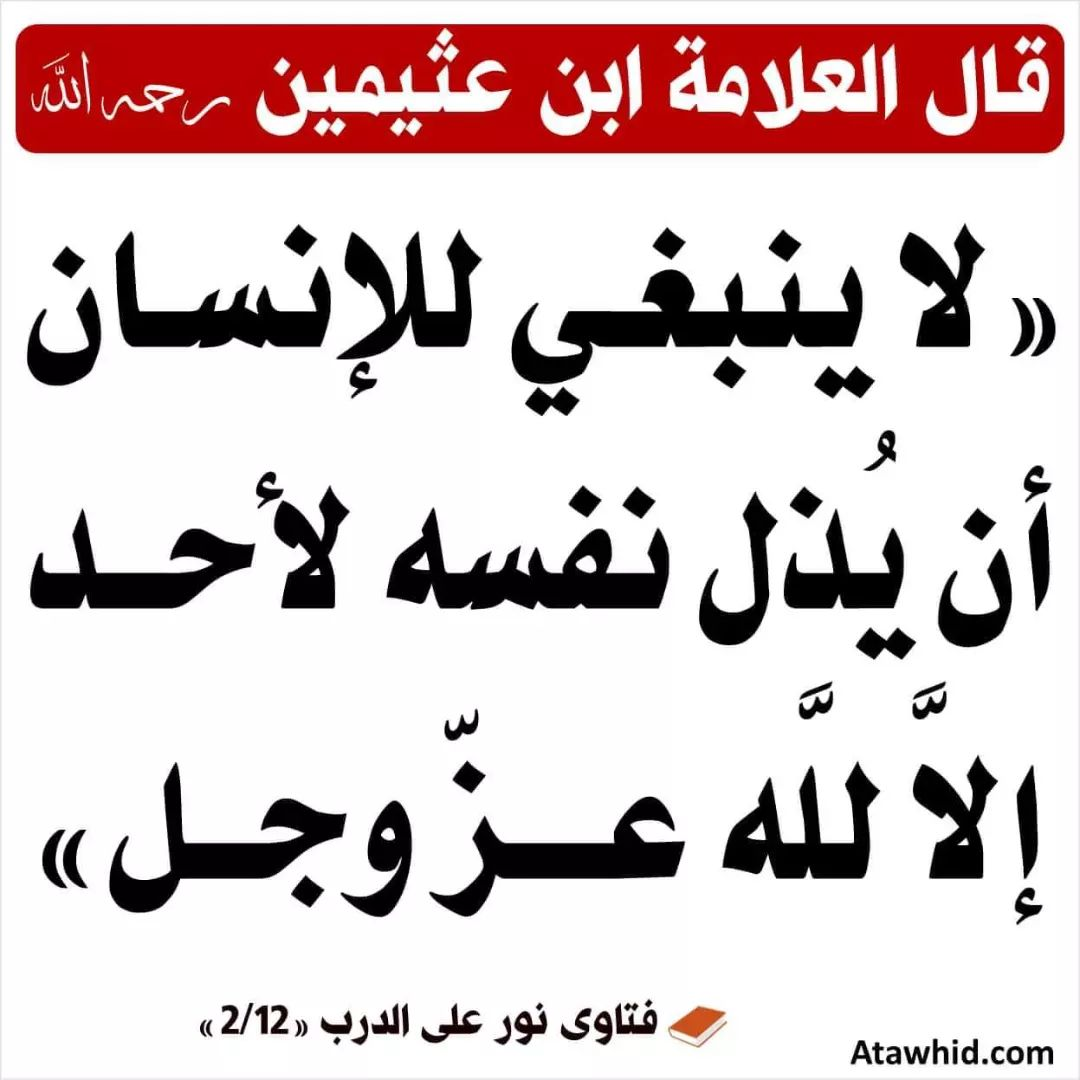 قال العلامة ابن عثيمين رحمه الله
« لا ينبغي للإنسان
أن يُذل نفسه لأحد
إلاَّ للَّه عزّ وجل »
فتاوى نور على الدرب « 2/12 »
Atawhid.com